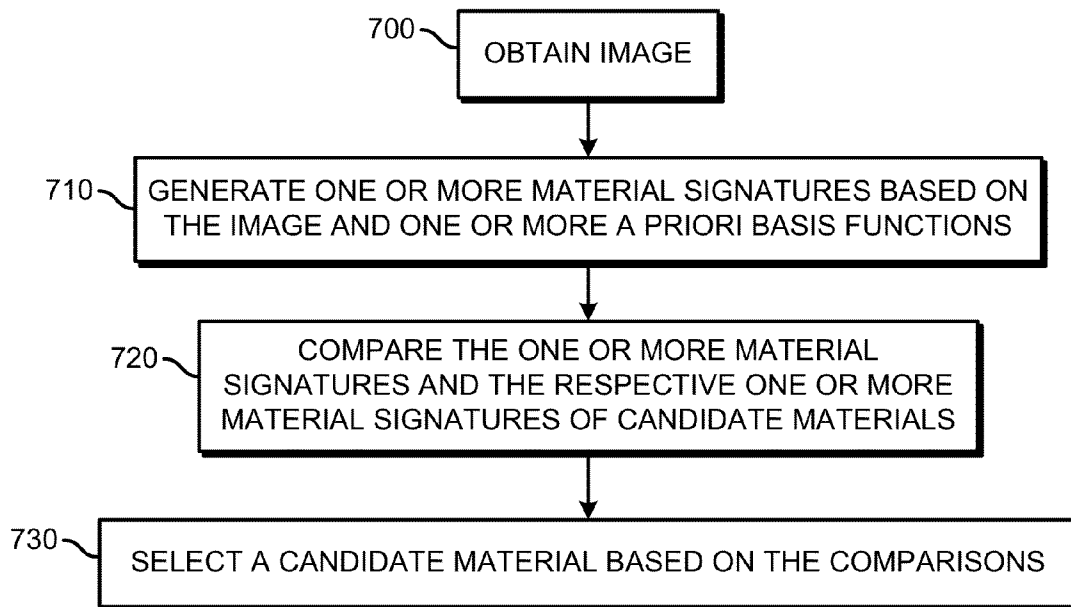 700
OBTAIN IMAGE
710
GENERATE ONE OR MORE MATERIAL SIGNATURES BASED ON
THE IMAGE AND ONE OR MORE A PRIORI BASIS FUNCTIONS
720
COMPARE THE ONE OR MORE MATERIAL
SIGNATURES AND THE RESPECTIVE ONE OR MORE
MATERIAL SIGNATURES OF CANDIDATE MATERIALS
730
SELECT A CANDIDATE MATERIAL BASED ON THE COMPARISONS